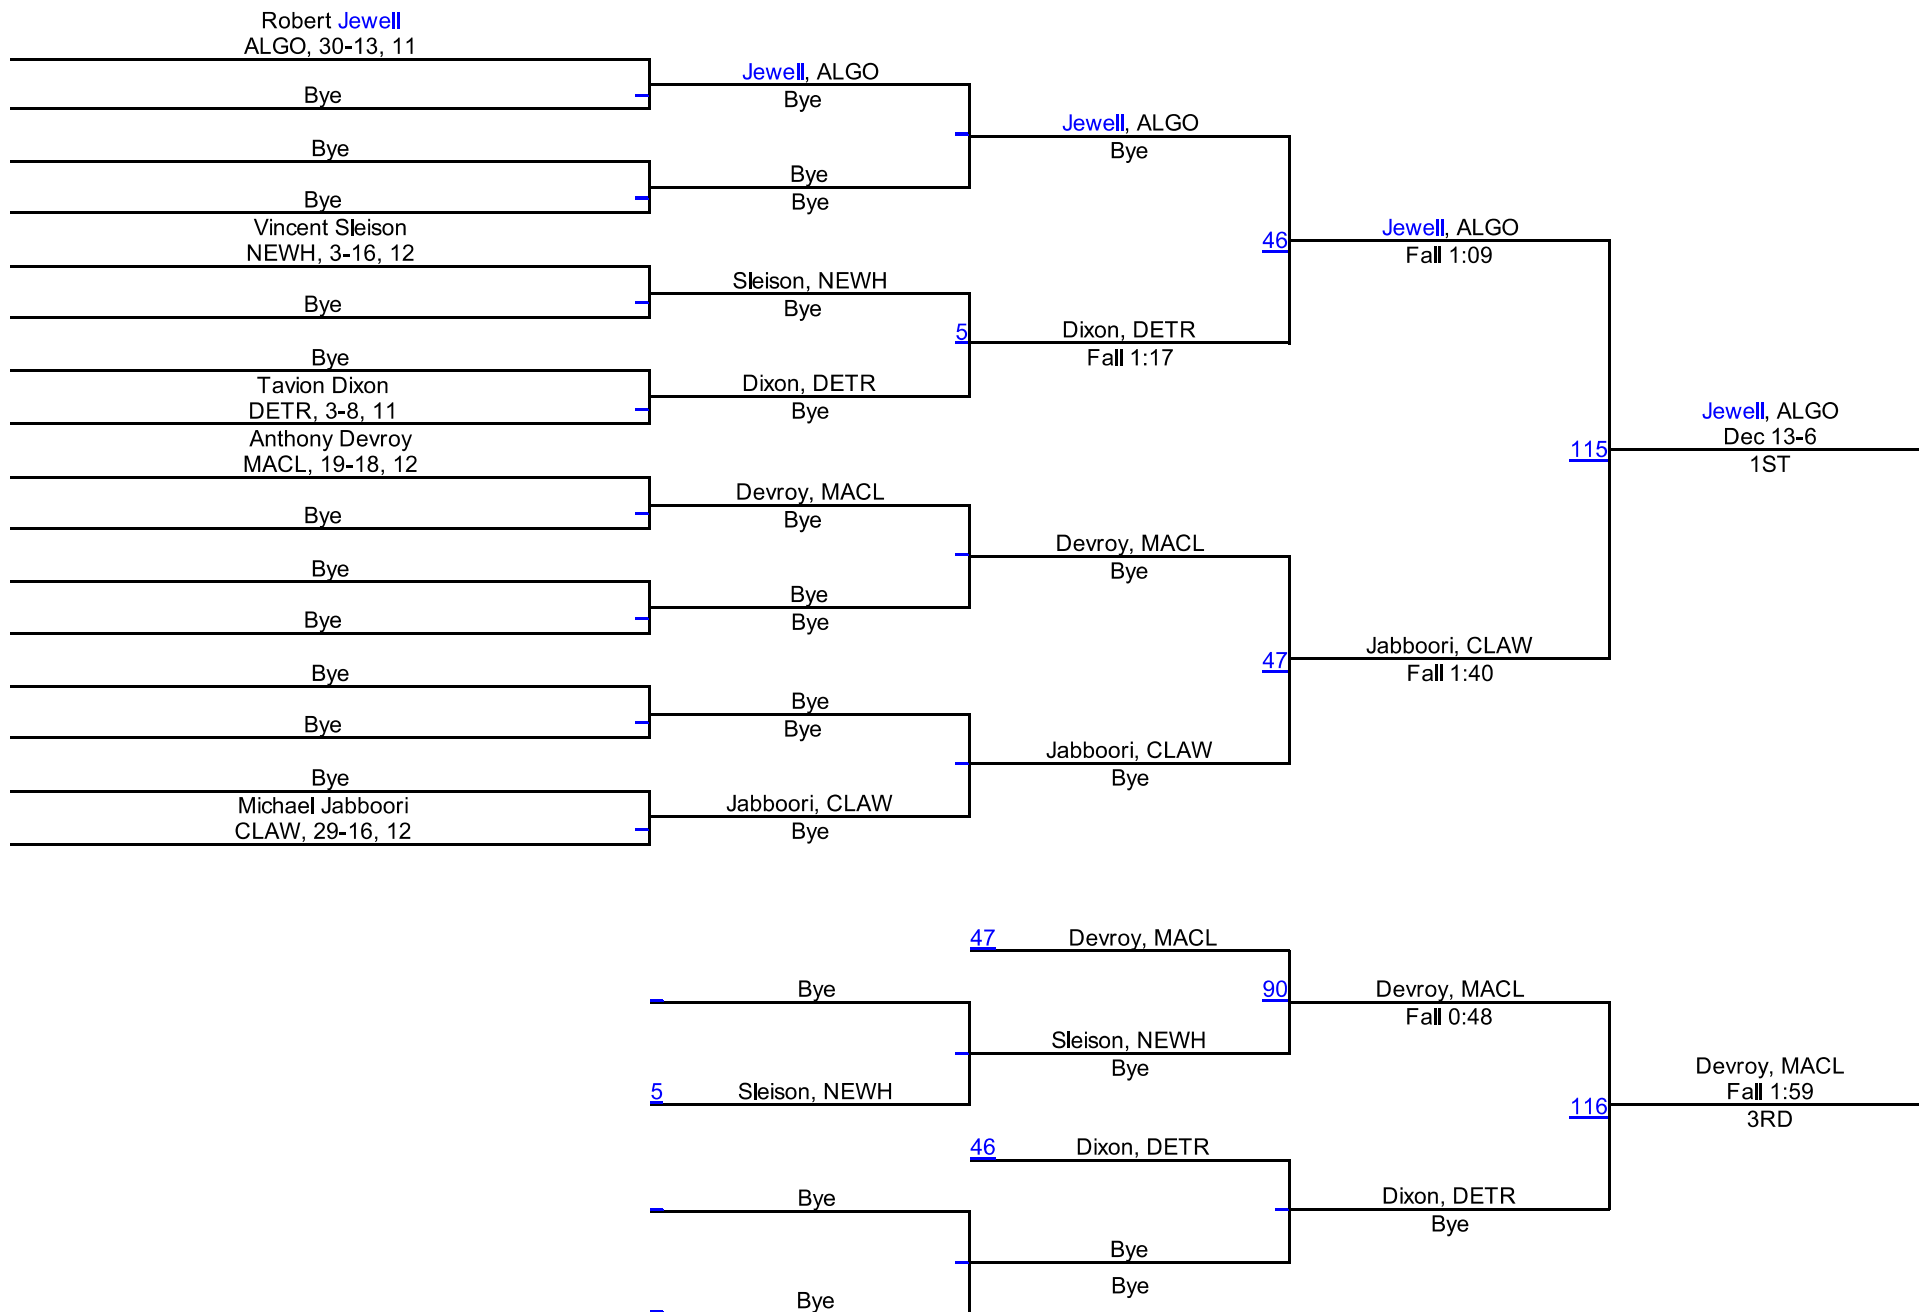 Robert Jewell
ALGO, 30-13, 11
Bye
Bye
Bye
Vincent Sleison
NEWH, 3-16, 12
Bye
Bye
Tavion Dixon
DETR, 3-8, 11
Anthony Devroy
MACL, 19-18, 12
Bye
Bye
Bye
Bye
Bye
Bye
Michael Jabboori
CLAW, 29-16, 12
Jewell, ALGO
Bye
Bye
Bye
Sleison, NEWH
Bye
5
Dixon, DETR
Bye
Devroy, MACL
Bye
Bye
Bye
Bye
Bye
Jabboori, CLAW
Bye
Jewell, ALGO
Bye
46
Dixon, DETR
Fall 1:17
Devroy, MACL
Bye
47
Jabboori, CLAW
Bye
Jewell, ALGO
Fall 1:09
115
Jabboori, CLAW
Fall 1:40
Jewell, ALGO
Dec 13-6
1ST
47
Devroy, MACL
Bye
90
Sleison, NEWH
Bye
5
Sleison, NEWH
Devroy, MACL
Fall 0:48
116
Devroy, MACL
Fall 1:59
3RD
46
Dixon, DETR
Bye
Dixon, DETR
Bye
Bye
Bye
Bye